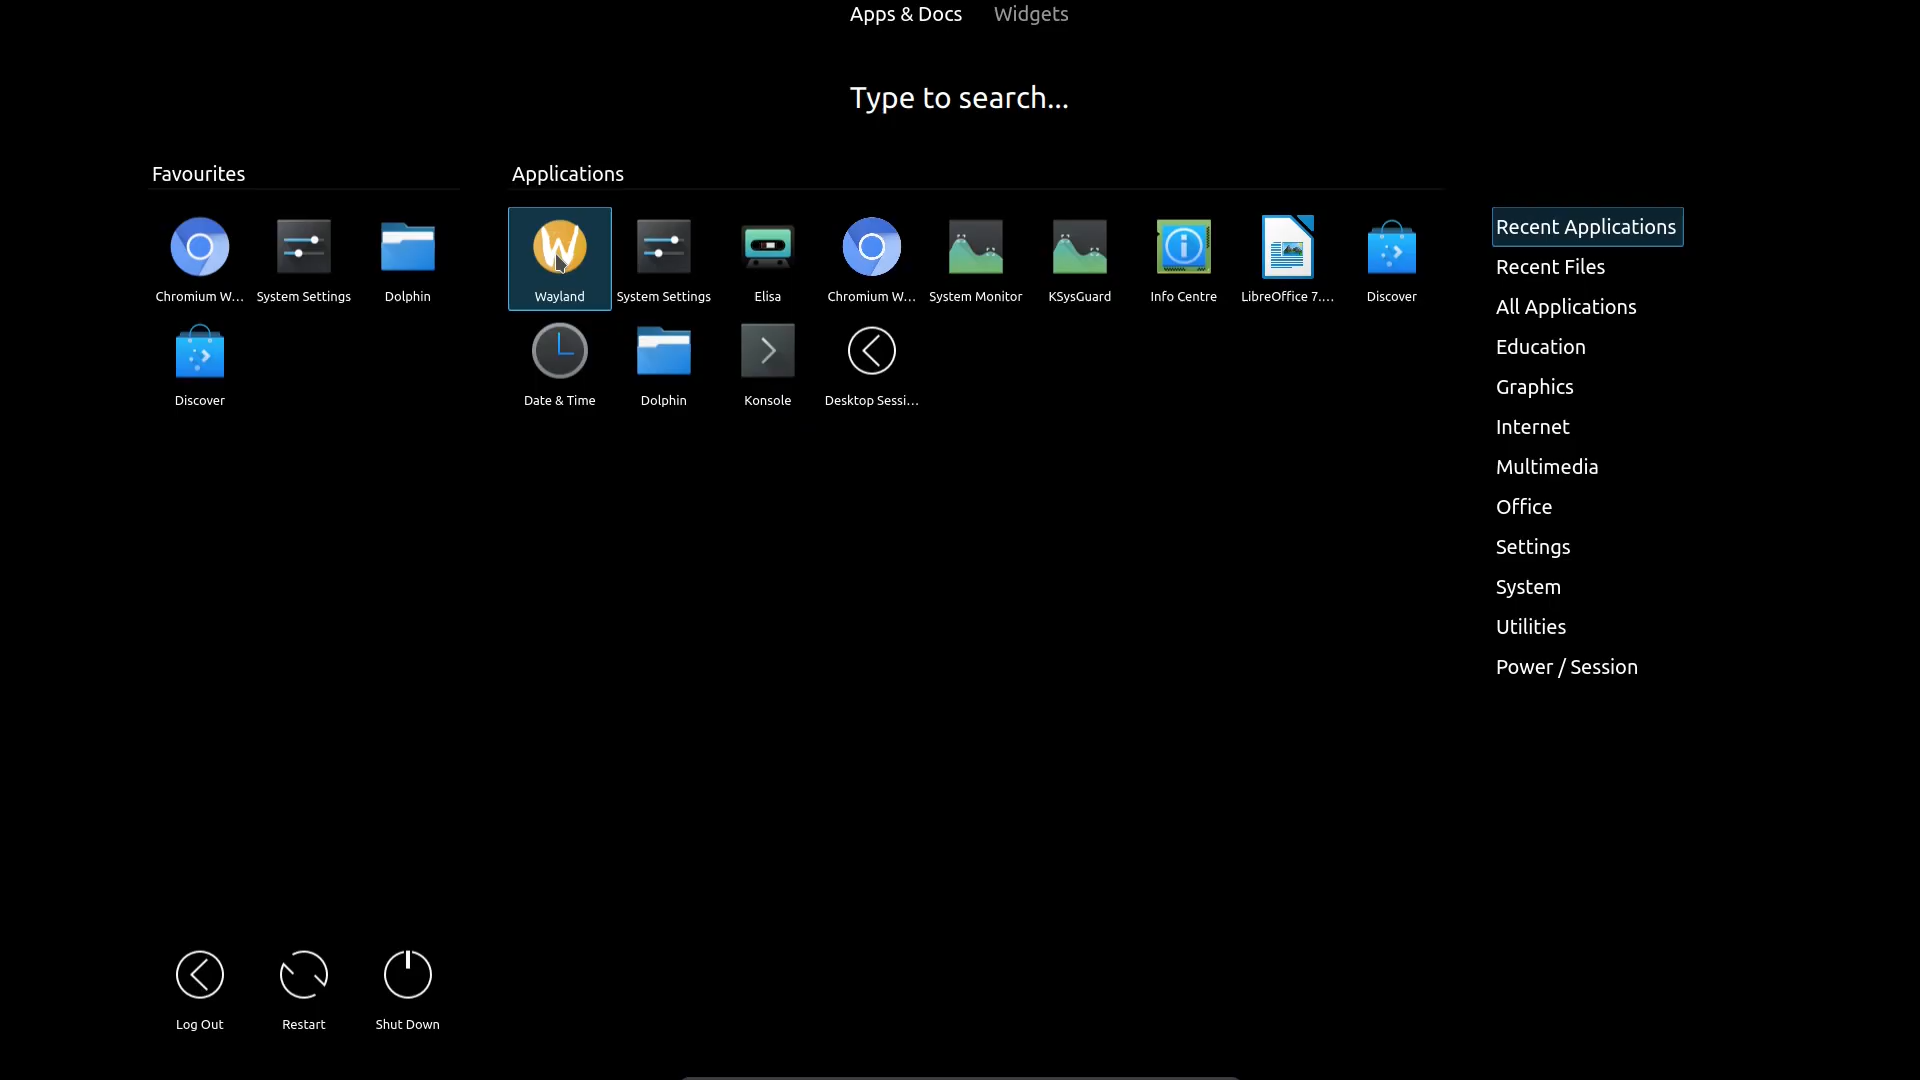 Apps & Docs Widgets
Type to search...
Favourites
Chromium W... System Settings Dolphin
Discover
Applications
Wayland System Settings Elisa Chromium W... System Monitor KSysGuard Info Centre LibreOffice 7.... Discover
Date & Time Dolphin Konsole Desktop Sessi...
Recent Applications
Recent Files
All Applications
Education
Graphics
Internet
Multimedia
Office
Settings
System
Utilities
Power / Session
Log Out Restart Shut Down